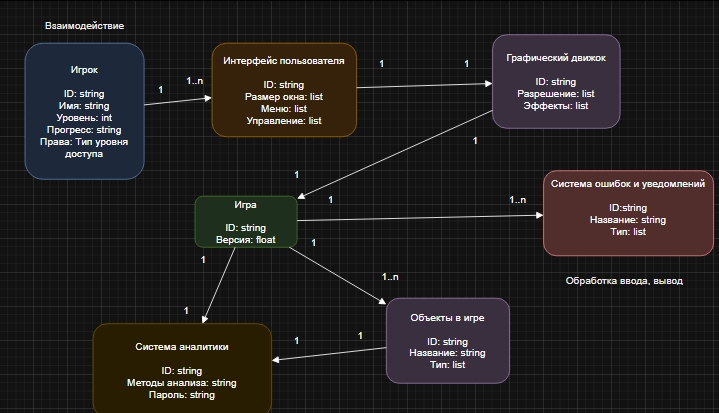 Взаимодействие
Игрок
ID: string
Имя: string
Уровень: int
Прогресс: string
Права: Тип уровня
доступа
1
1..n
Интерфейс пользователя
ID: string
Размер окна: list
Меню: list
Управление: list
1
1
Графический движок
ID: string
Разрешение: list
Эффекты: list
1
1
Игра
ID: string
Версия: float
1
1..n
Система ошибок и уведомлений
ID:string
Название: string
Тип: list
Обработка ввода, вывод
1
1..n
Объекты в игре
ID: string
Название: string
Тип: list
1
1
1
1
Система аналитики
ID: string
Методы анализа: string
Пароль: string